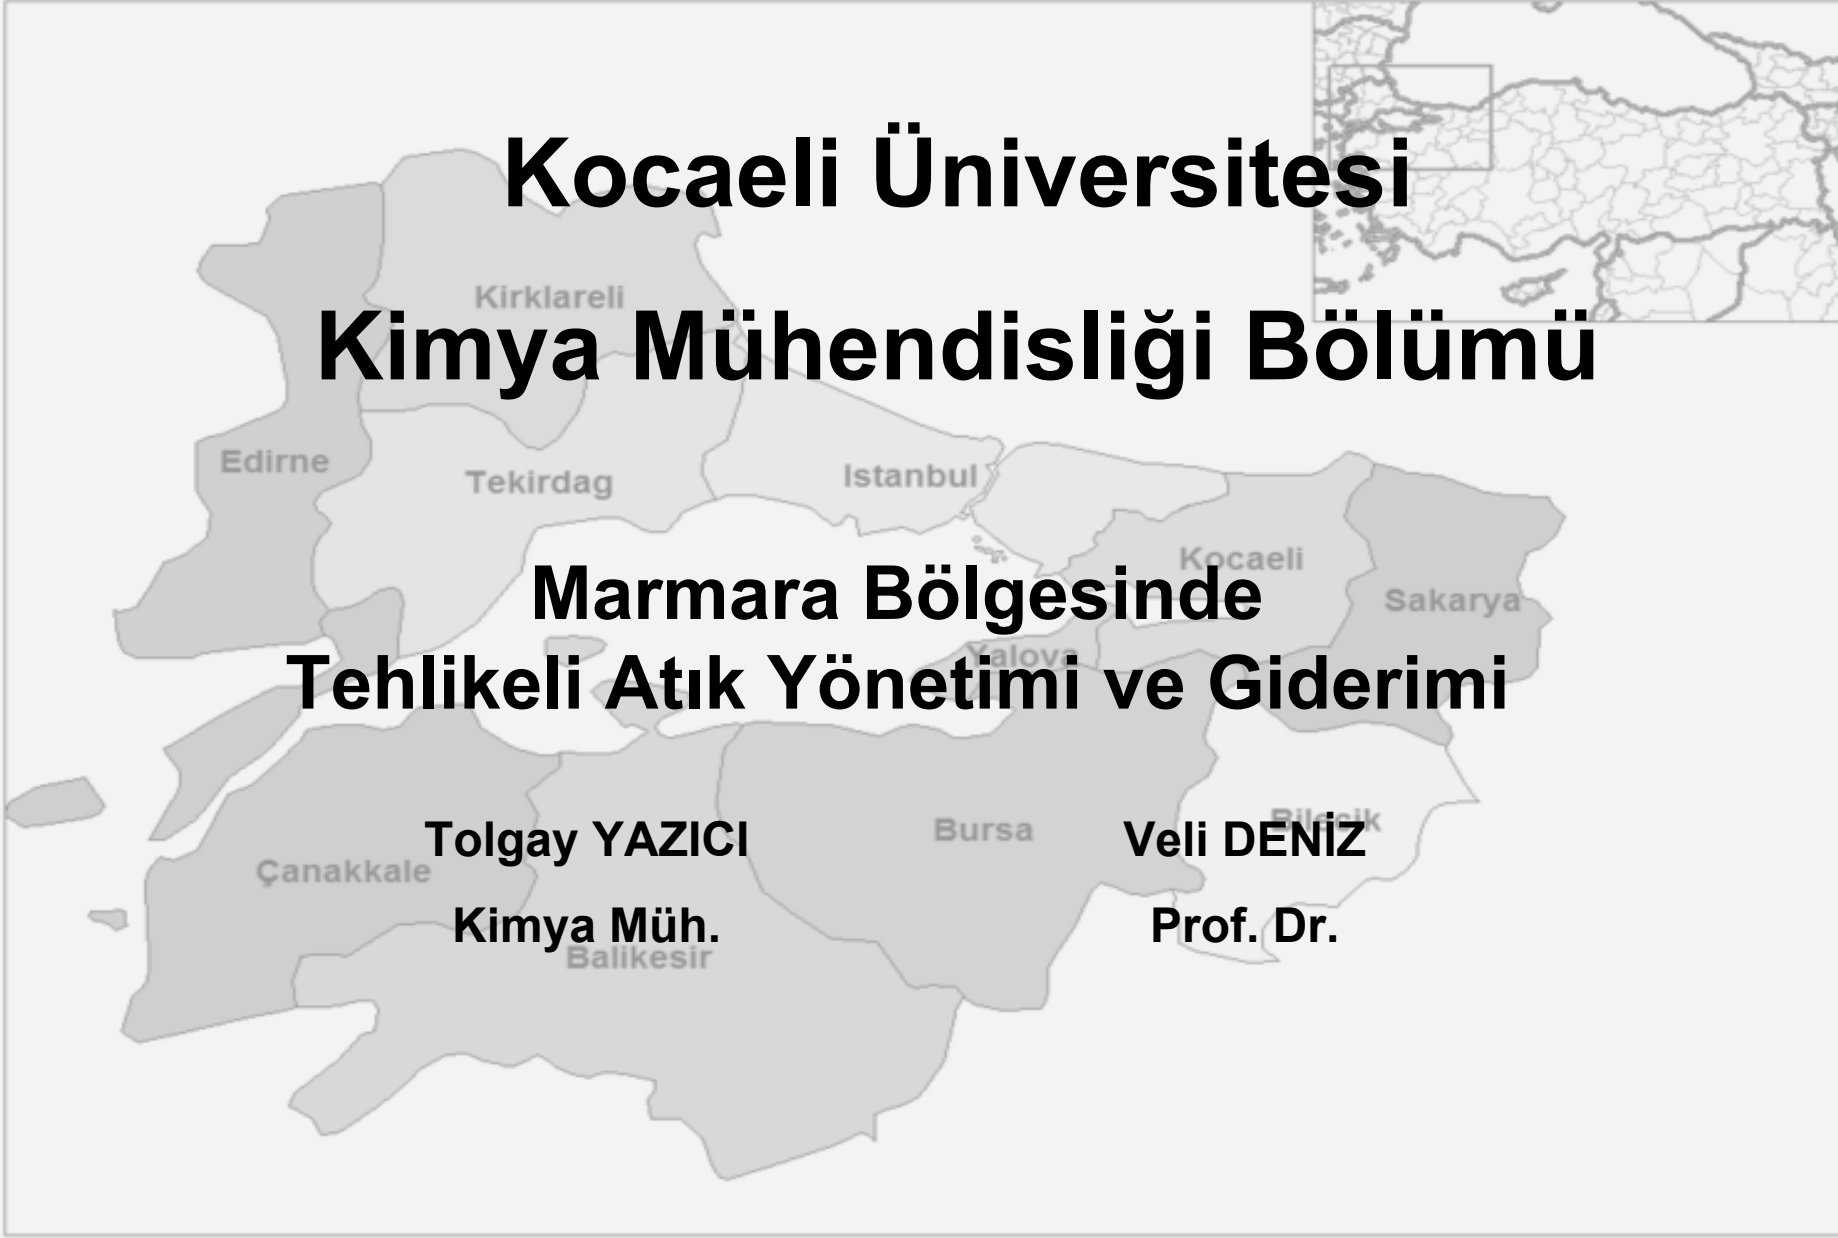 Kocaeli Üniversitesi
Kirklareli
Kimya Mühendisliği Bölümü
Edirne
Tekirdag
Istanbul
Kocaeli
Marmara Bölgesinde
Sakarya
Yalova
Tehlikeli Atık Yönetimi ve Giderimi
Bursa
Bilecik
Tolgay YAZICI
Veli DENİZ
Çanakkale
Kimya Müh.
Prof. Dr.
Balikesir